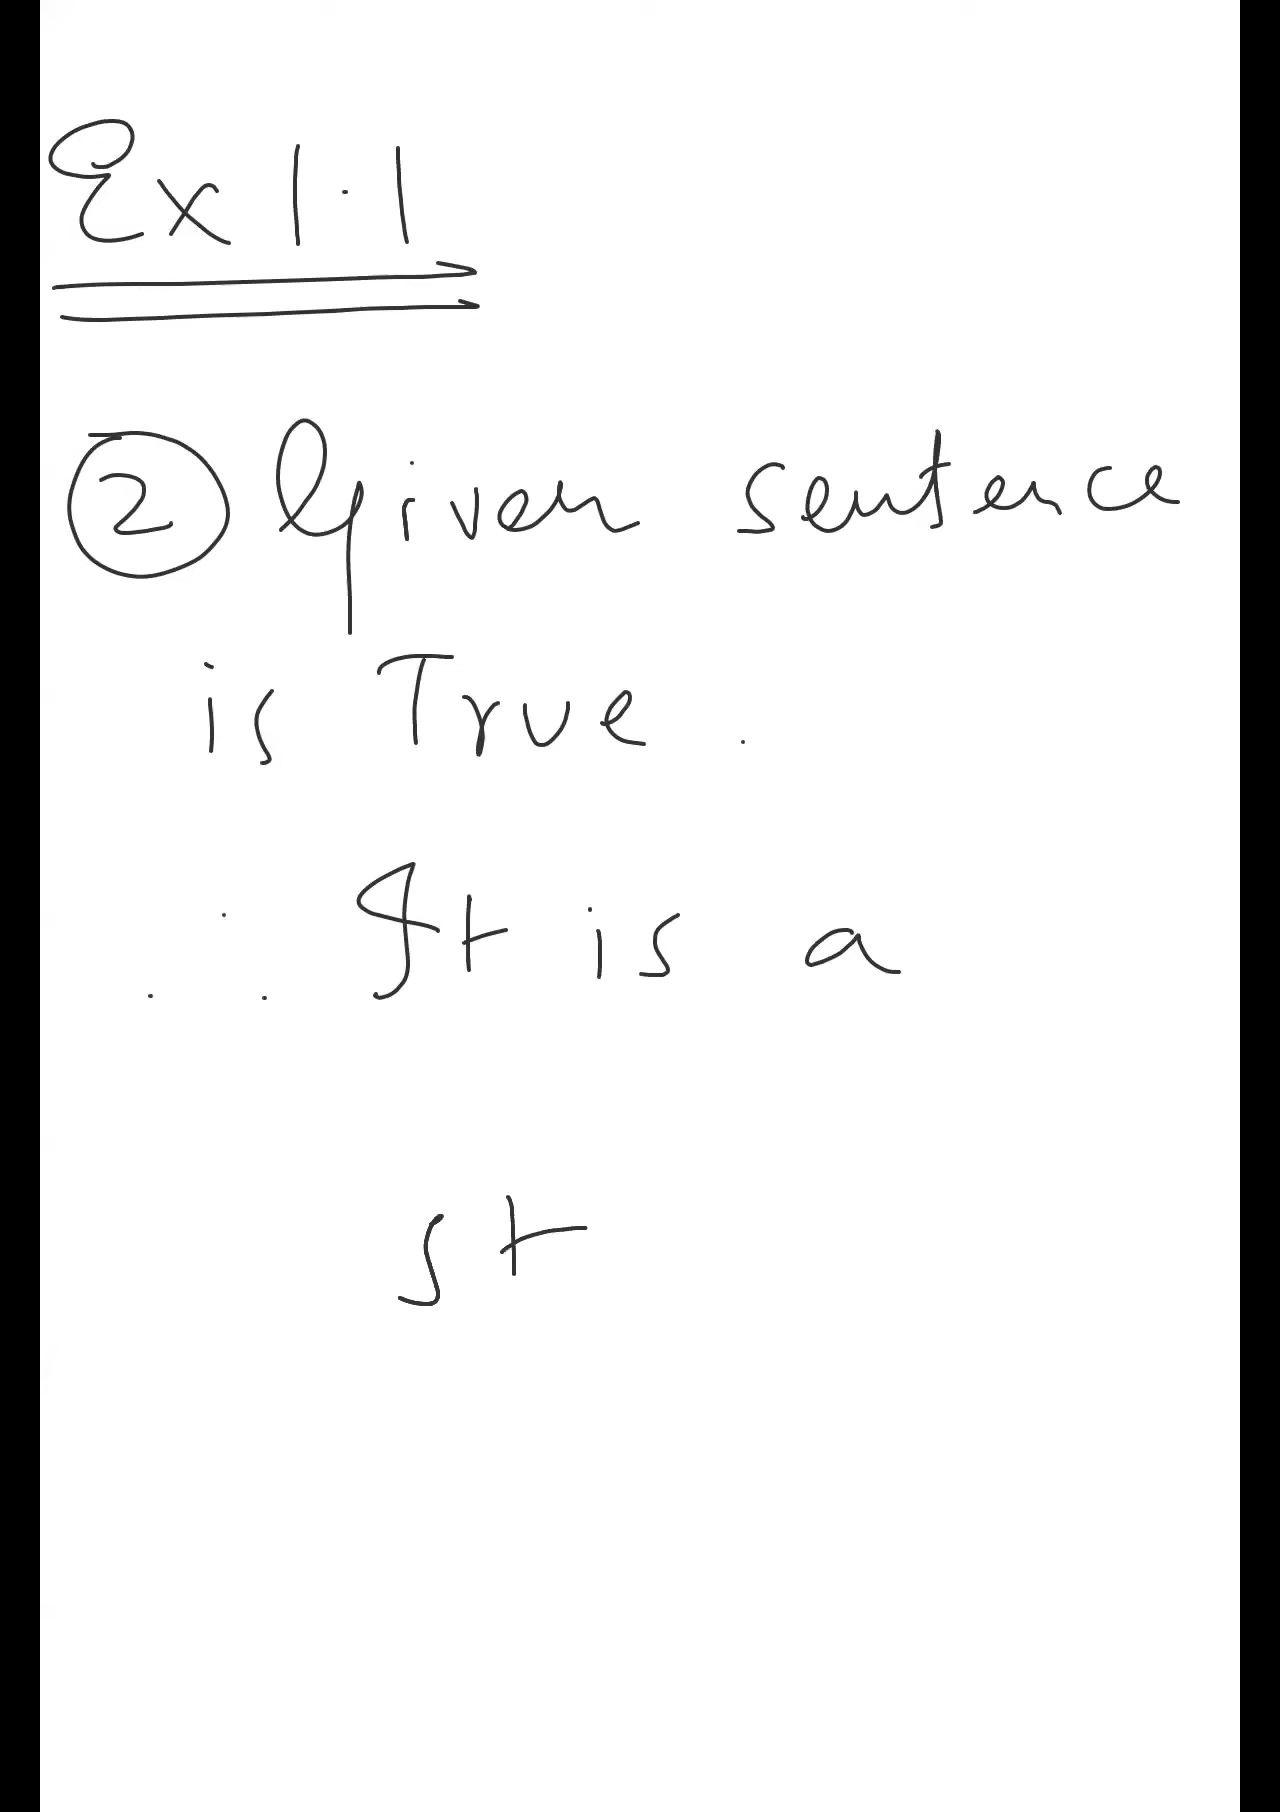 Ex 1.1
② Given sentence
is True.
∴ It is a
st